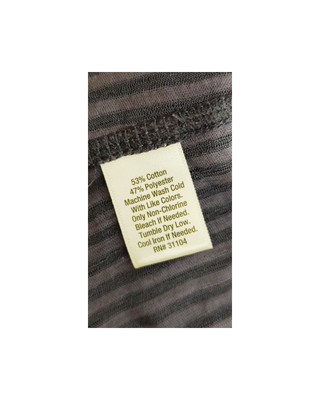 53% Cotton
47% Polyester
Machine Wash Cold
With Like Colors.
Only Non-Chlorine
Bleach If Needed.
Tumble Dry Low.
Cool Iron If Needed.
RN# 31104